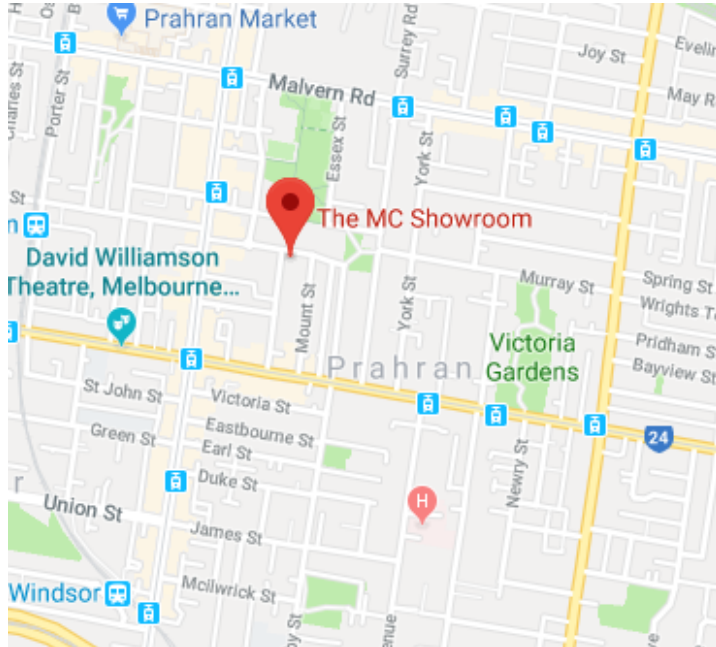 Prahran Market
Malvern Rd
Surrey Rd
Joy St
May R
Porter St
Charles St
Essex St
York St
St
n
The MC Showroom
David Williamson
Theatre, Melbourne...
Murray St
Spring St
Wrights T
Mount St
York St
Victoria
Gardens
Pridham S
Bayview St
Prahran
St John St
Victoria St
Green St
Eastbourne St
Earl St
24
Duke St
Newry St
r
Union St
H
James St
Windsor
Mcilwrick St
by St
enue